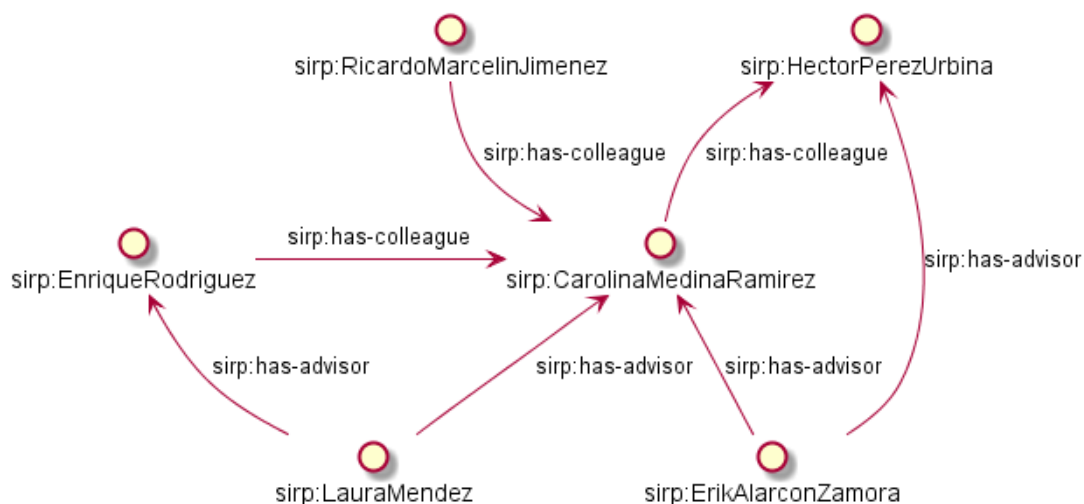 sirp:RicardoMarcelinJimenez
sirp:HectorPerezUrbina
sirp:has-colleague
sirp:has-colleague
sirp:has-colleague
sirp:has-advisor
sirp:EnriqueRodriguez
sirp:CarolinaMedinaRamirez
sirp:has-advisor
sirp:has-advisor
sirp:has-advisor
sirp:LauraMendez
sirp:ErikAlarconZamora